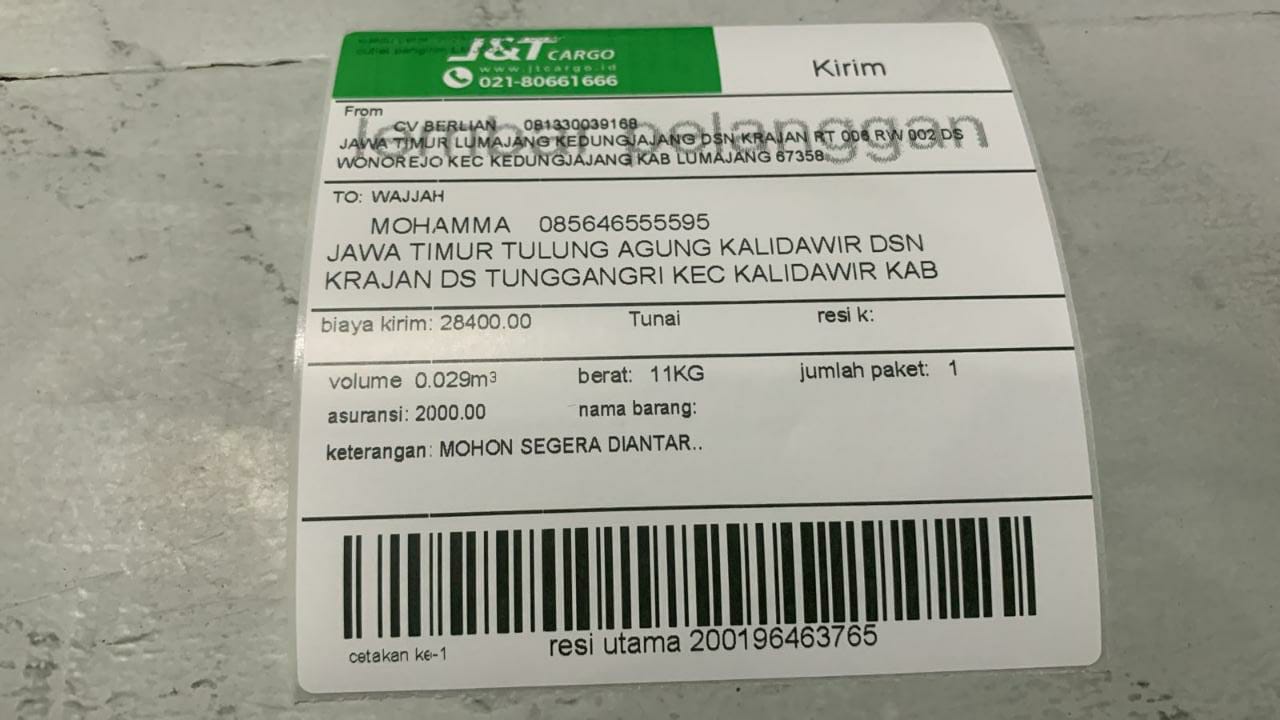 J&T CARGO
www.jtcargo.id
021-80661666
Kirim
lembar pelanggan
From
CV BERLIAN 081330039168
JAWA TIMUR LUMAJANG KEDUNGJAJANG DSN KRAJAN RT 006 RW 002 DS
WONOREJO KEC KEDUNGJAJANG KAB LUMAJANG 67358
TO: WAJJAH
MOHAMMA 085646555595
JAWA TIMUR TULUNG AGUNG KALIDAWIR DSN
KRAJAN DS TUNGGANGRI KEC KALIDAWIR KAB
biaya kirim: 28400.00 Tunai resi k:
volume 0.029m³ berat: 11KG jumlah paket: 1
asuransi: 2000.00 nama barang:
keterangan: MOHON SEGERA DIANTAR..
resi utama 200196463765
cetakan ke-1